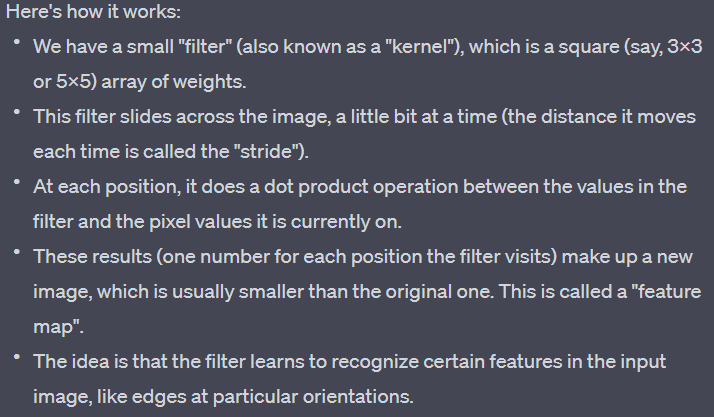 Here's how it works:
• We have a small "filter" (also known as a "kernel"), which is a square (say, 3×3
or 5×5) array of weights.
• This filter slides across the image, a little bit at a time (the distance it moves
each time is called the "stride").
• At each position, it does a dot product operation between the values in the
filter and the pixel values it is currently on.
• These results (one number for each position the filter visits) make up a new
image, which is usually smaller than the original one. This is called a "feature
map".
• The idea is that the filter learns to recognize certain features in the input
image, like edges at particular orientations.